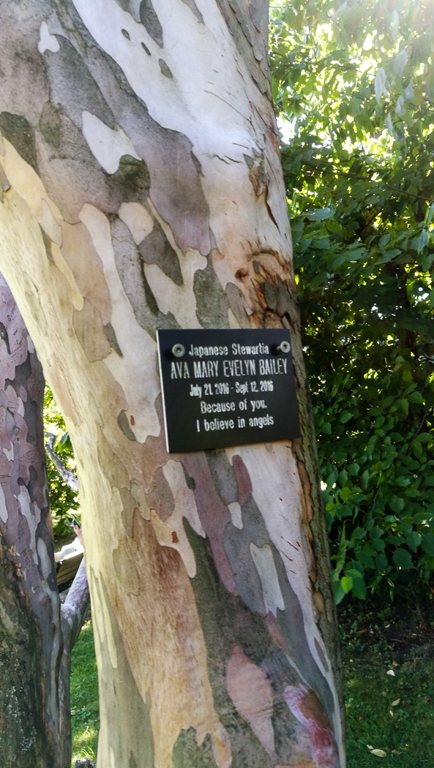 Japanese Stewartia
AVA MARY EVELYN BAILEY
July 21, 2016 - Sept 12, 2016
Because of you,
I believe in angels